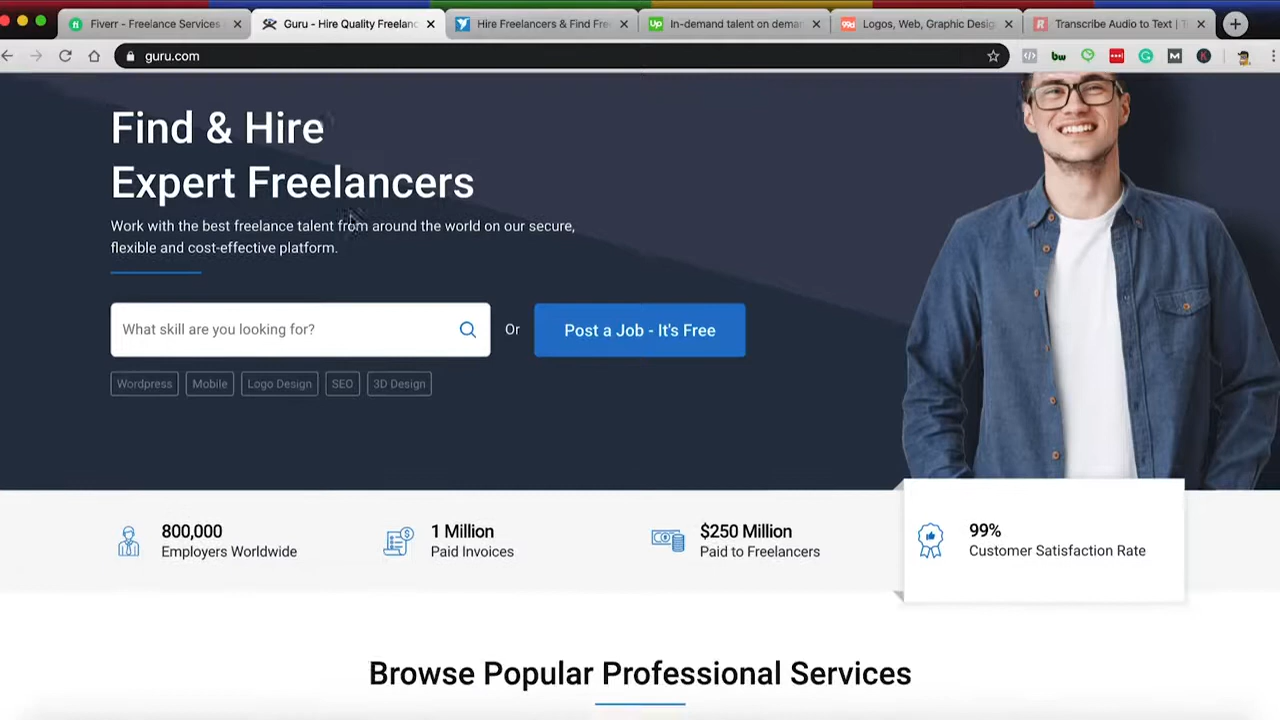 Fiverr - Freelance Services
Guru - Hire Quality Freelanc
Hire Freelancers & Find Fre
Up
In-demand talent on deman
99d
Logos, Web, Graphic Desig
R
Transcribe Audio to Text | T
guru.com
bw
M
K
Find & Hire
Expert Freelancers
Work with the best freelance talent from around the world on our secure,
flexible and cost-effective platform.
What skill are you looking for?
Or
Post a Job - It's Free
Wordpress
Mobile
Logo Design
SEO
3D Design
800,000
Employers Worldwide
1 Million
Paid Invoices
$250 Million
Paid to Freelancers
99%
Customer Satisfaction Rate
Browse Popular Professional Services